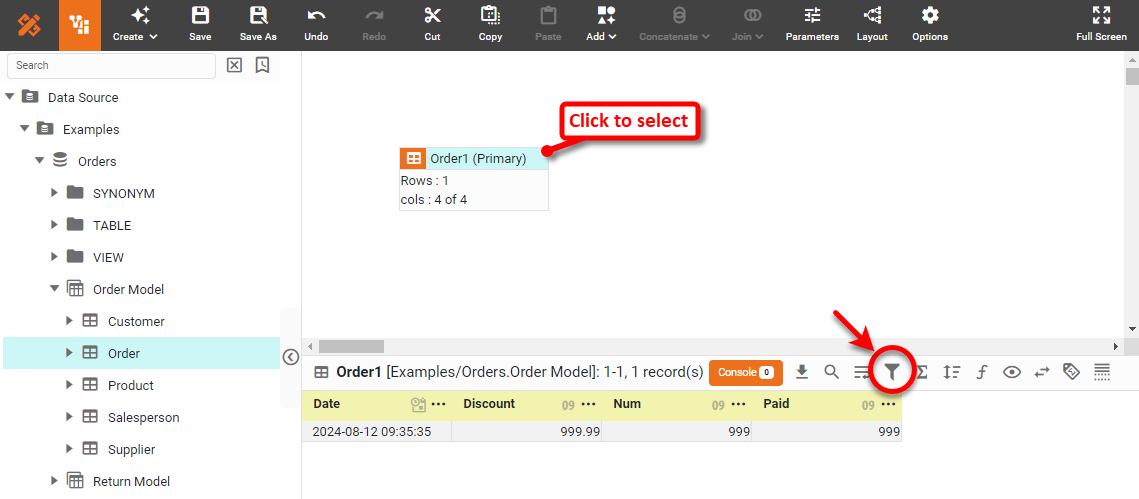 Create
Save
Save As
Undo
Redo
Cut
Copy
Paste
Add
Concatenate
Join
Parameters
Layout
Options
Full Screen
Search
Data Source
Examples
Orders
SYNONYM
TABLE
VIEW
Order Model
Customer
Order
Product
Salesperson
Supplier
Return Model
Click to select
Order1 (Primary)
Rows : 1
cols : 4 of 4
Order1 [Examples/Orders.Order Model]: 1-1, 1 record(s) Console 0
Date Discount 09 ••• Num 09 ••• Paid 09 •••
2024-08-12 09:35:35 999.99 999 999